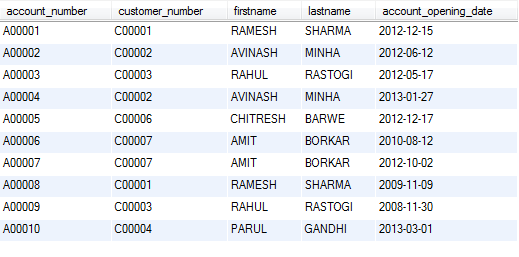 account_number customer_number firstname lastname account_opening_date
A00001 C00001 RAMESH SHARMA 2012-12-15
A00002 C00002 AVINASH MINHA 2012-06-12
A00003 C00003 RAHUL RASTOGI 2012-05-17
A00004 C00002 AVINASH MINHA 2013-01-27
A00005 C00006 CHITRESH BARWE 2012-12-17
A00006 C00007 AMIT BORKAR 2010-08-12
A00007 C00007 AMIT BORKAR 2012-10-02
A00008 C00001 RAMESH SHARMA 2009-11-09
A00009 C00003 RAHUL RASTOGI 2008-11-30
A00010 C00004 PARUL GANDHI 2013-03-01